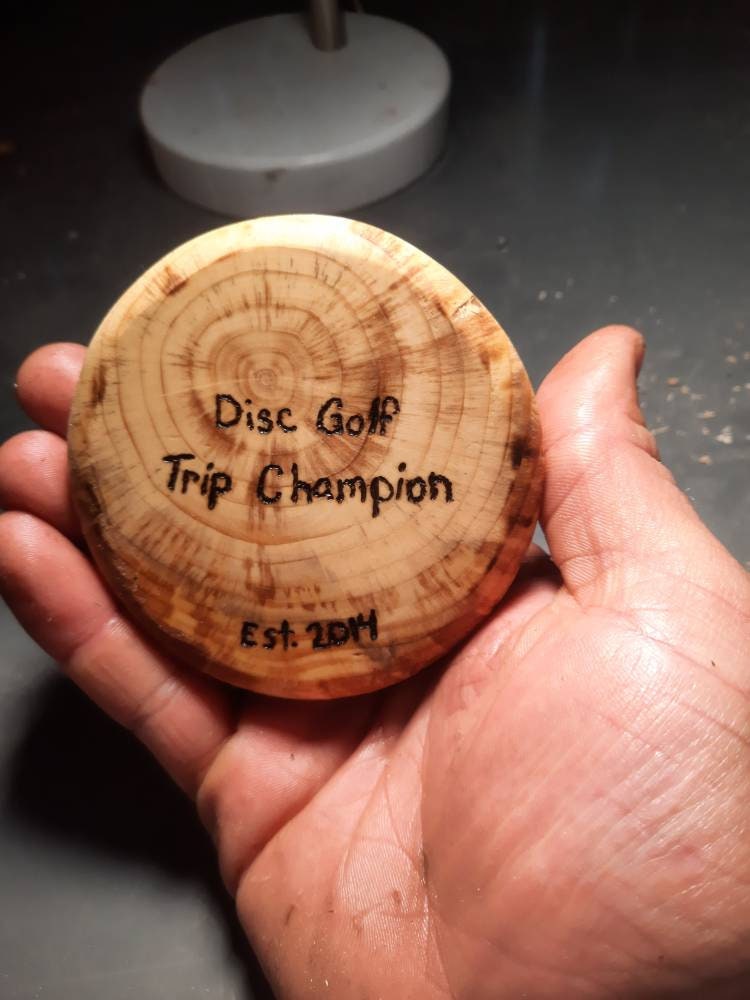 Disc Golf
Trip Champion
Est. 2014